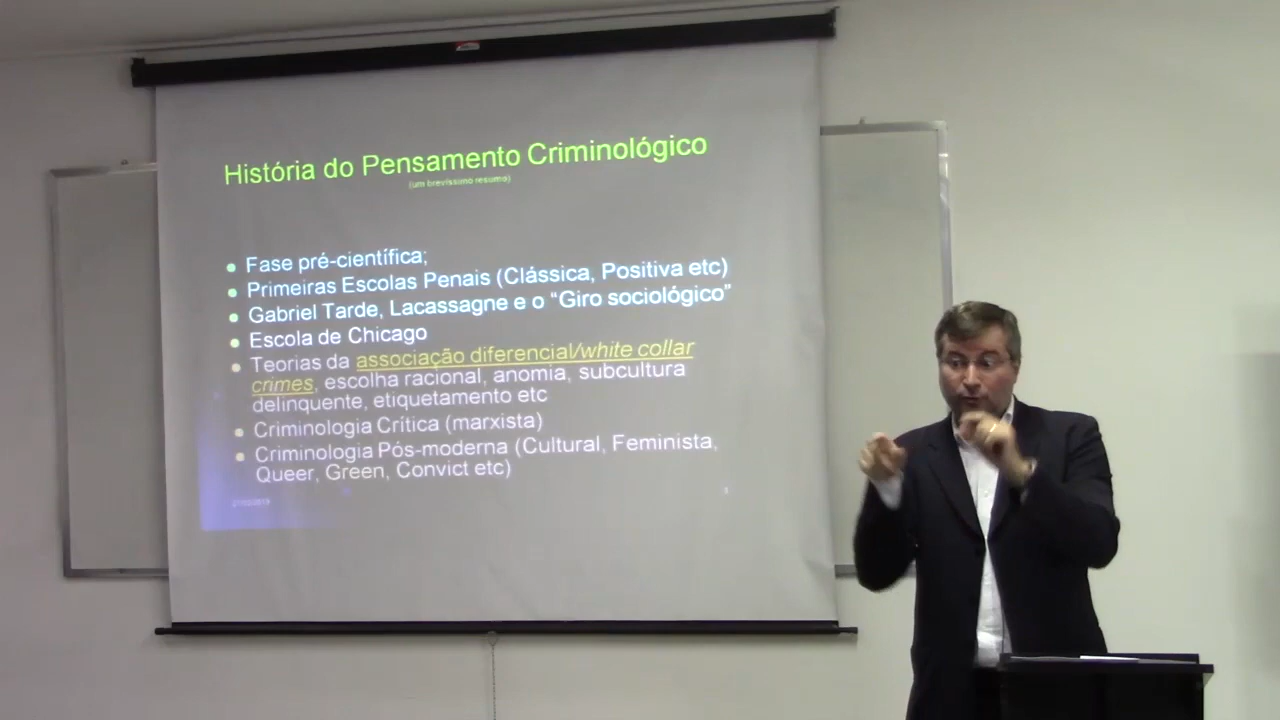 História do Pensamento Criminológico
(um brevíssimo resumo)
Fase pré-científica;
Primeiras Escolas Penais (Clássica, Positiva etc)
Gabriel Tarde, Lacassagne e o “Giro sociológico”
Escola de Chicago
Teorias da associação diferencial/white collar
crimes, escolha racional, anomia, subcultura
delinquente, etiquetamento etc
Criminologia Crítica (marxista)
Criminologia Pós-moderna (Cultural, Feminista,
Queer, Green, Convict etc)